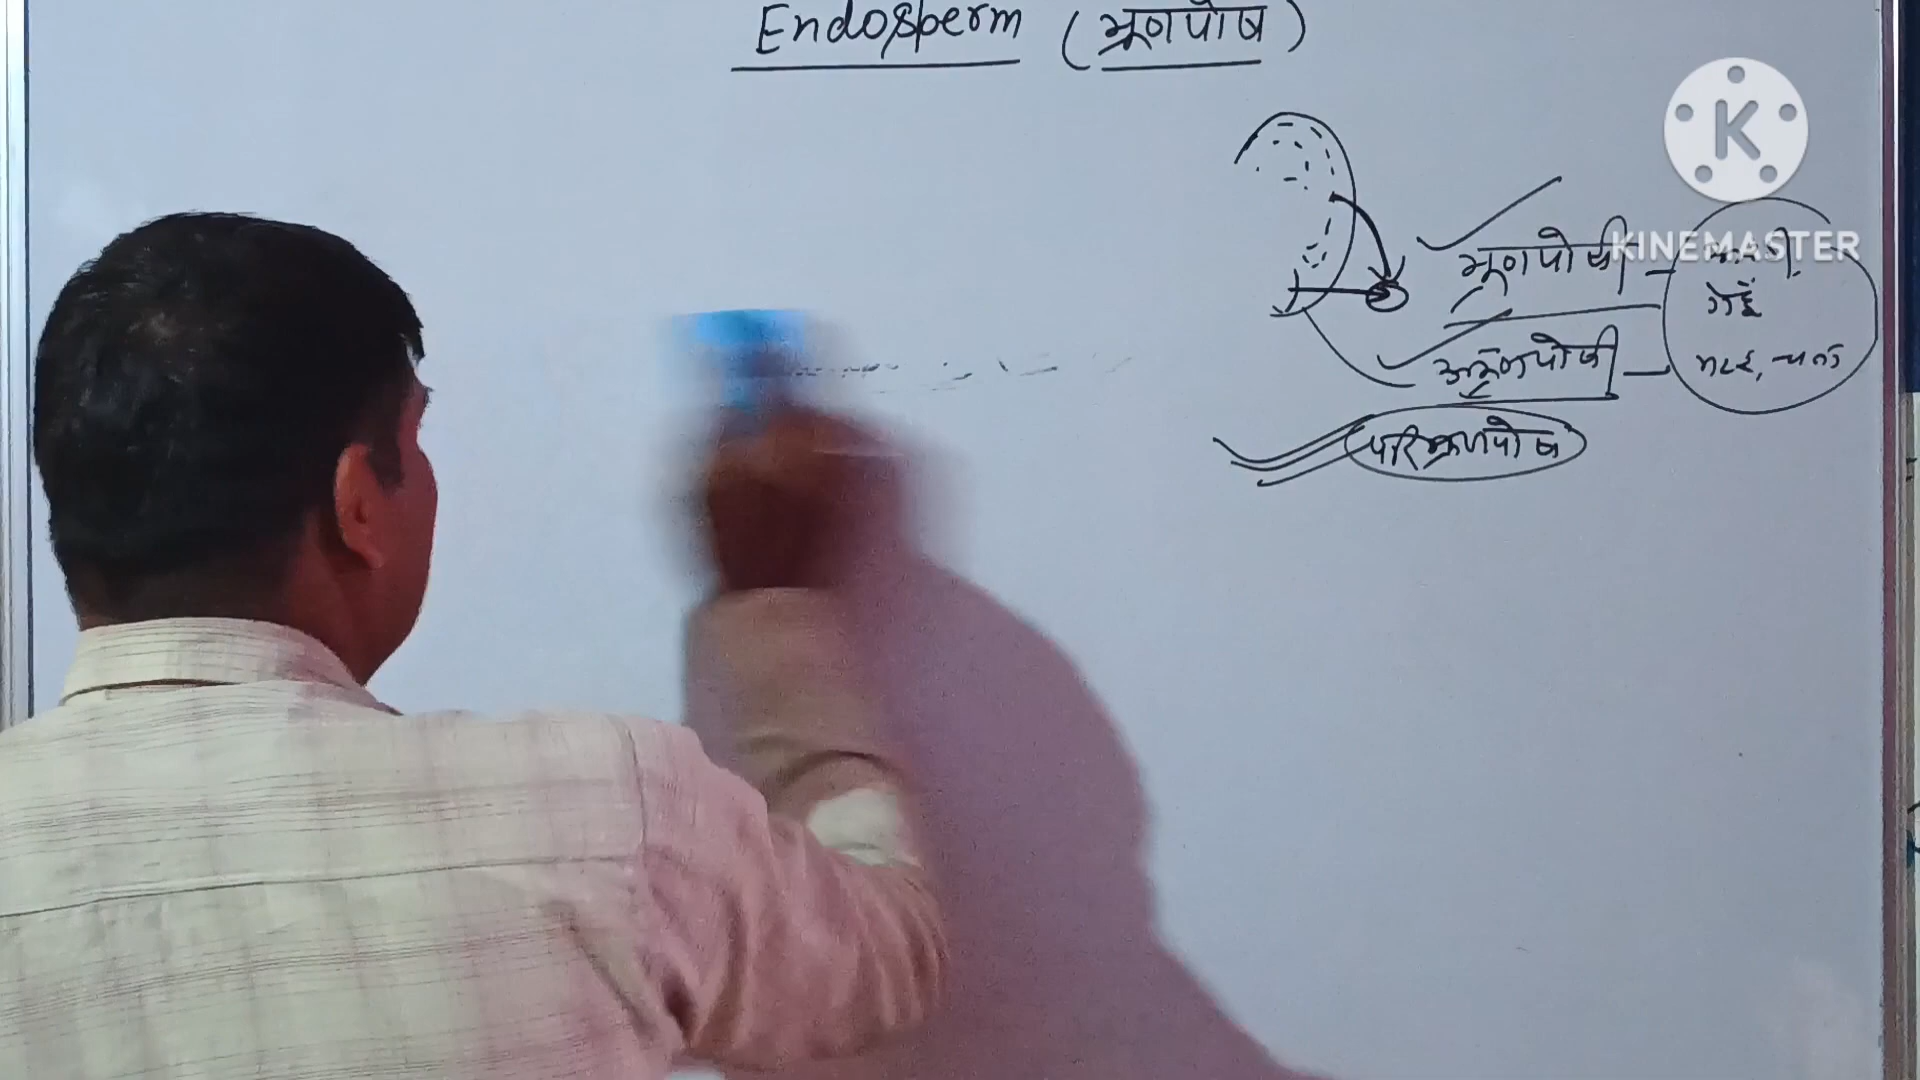 Endosperm (भ्रूणपोष)
K
KINEMASTER
भ्रूणपोषी -
गेहूँ
अभ्रूणपोषी - मटर, चना
परिभ्रूणपोष